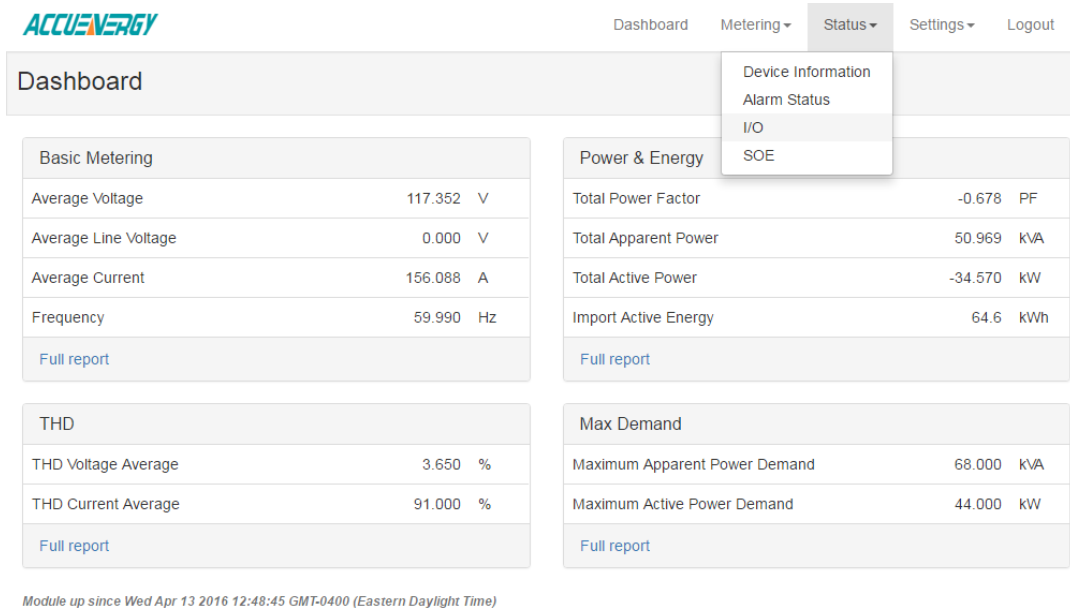 ACCUENERGY
Dashboard Metering Status Settings Logout
Dashboard
Device Information
Alarm Status
I/O
SOE
Basic Metering
Average Voltage 117.352 V
Average Line Voltage 0.000 V
Average Current 156.088 A
Frequency 59.990 Hz
Full report
Power & Energy
Total Power Factor -0.678 PF
Total Apparent Power 50.969 kVA
Total Active Power -34.570 kW
Import Active Energy 64.6 kWh
Full report
THD
THD Voltage Average 3.650 %
THD Current Average 91.000 %
Full report
Max Demand
Maximum Apparent Power Demand 68.000 kVA
Maximum Active Power Demand 44.000 kW
Full report
Module up since Wed Apr 13 2016 12:48:45 GMT-0400 (Eastern Daylight Time)